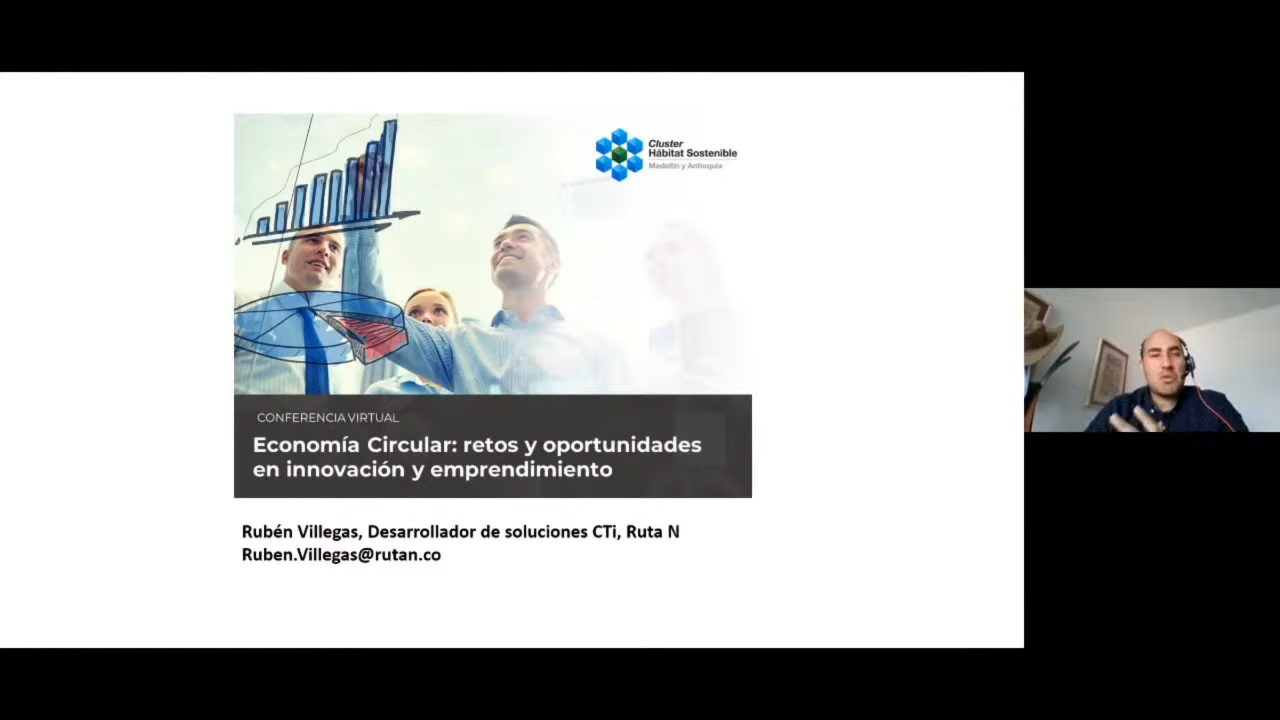 Cluster
Hábitat Sostenible
Medellín y Antioquia
CONFERENCIA VIRTUAL
Economía Circular: retos y oportunidades
en innovación y emprendimiento
Rubén Villegas, Desarrollador de soluciones CTi, Ruta N
Ruben.Villegas@rutan.co